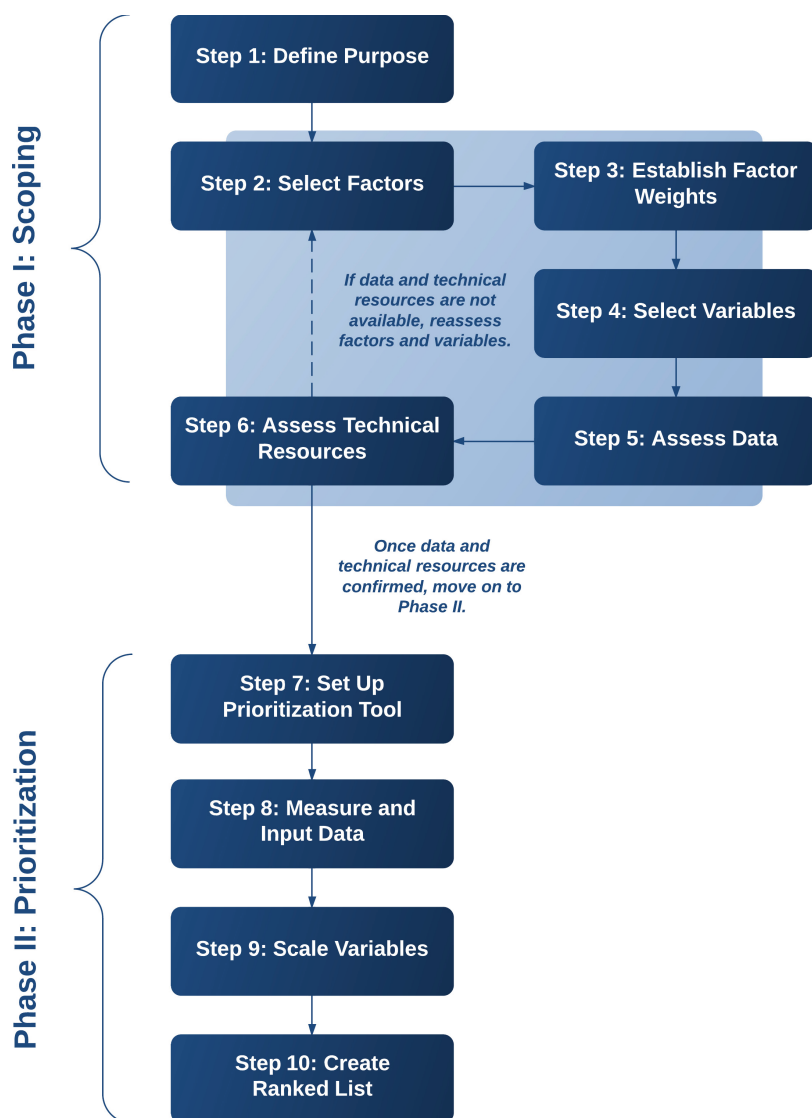 Phase I: Scoping
Step 1: Define Purpose
Step 2: Select Factors
Step 3: Establish Factor
Weights
If data and technical
resources are not
available, reassess
factors and variables.
Step 4: Select Variables
Step 6: Assess Technical
Resources
Step 5: Assess Data
Once data and
technical resources are
confirmed, move on to
Phase II.
Phase II: Prioritization
Step 7: Set Up
Prioritization Tool
Step 8: Measure and
Input Data
Step 9: Scale Variables
Step 10: Create
Ranked List